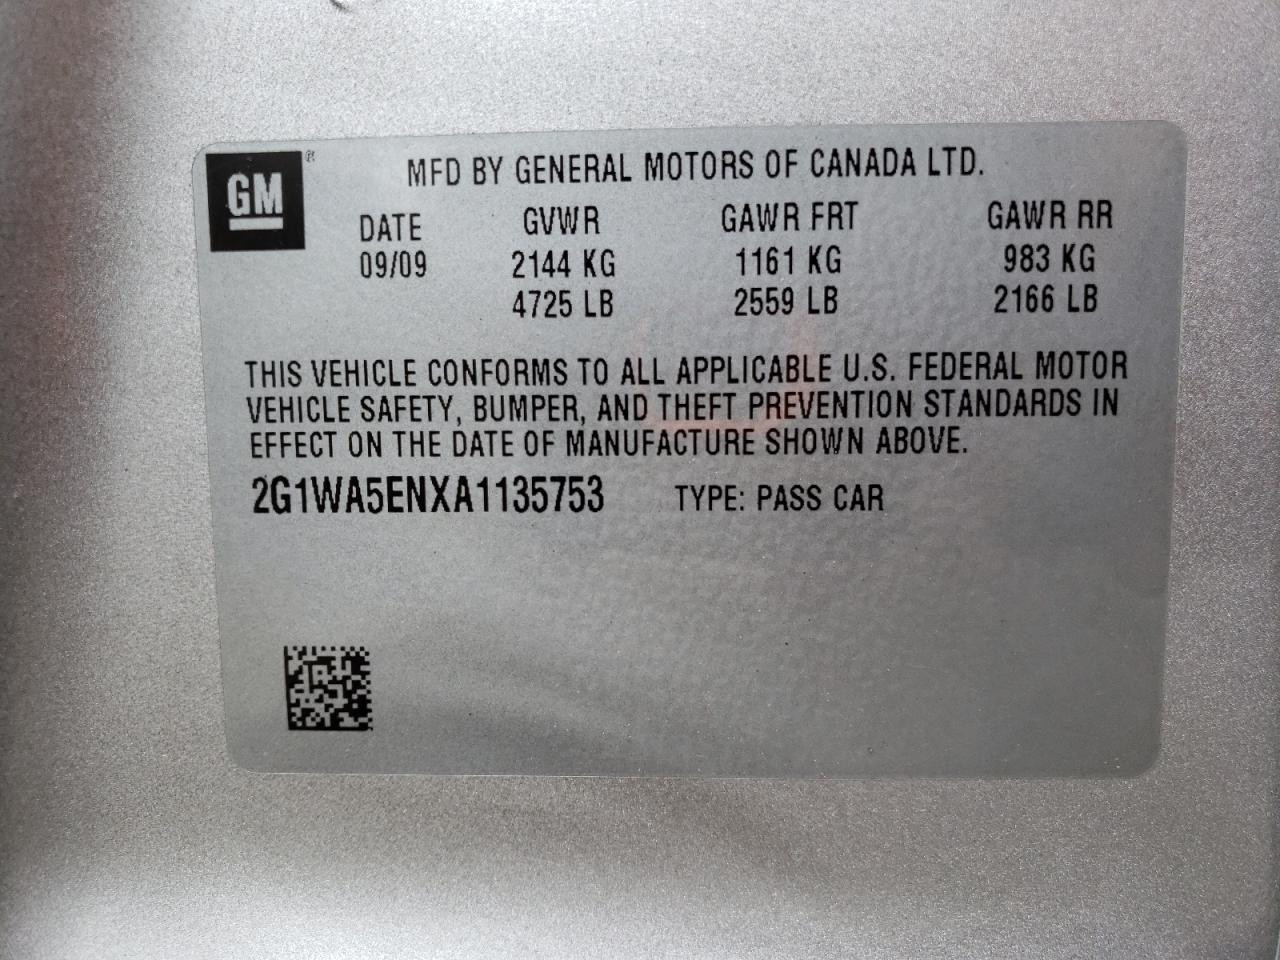 GM®
MFD BY GENERAL MOTORS OF CANADA LTD.
DATE GVWR GAWR FRT GAWR RR
09/09 2144 KG 1161 KG 983 KG
4725 LB 2559 LB 2166 LB
THIS VEHICLE CONFORMS TO ALL APPLICABLE U.S. FEDERAL MOTOR
VEHICLE SAFETY, BUMPER, AND THEFT PREVENTION STANDARDS IN
EFFECT ON THE DATE OF MANUFACTURE SHOWN ABOVE.
2G1WA5ENXA1135753 TYPE: PASS CAR